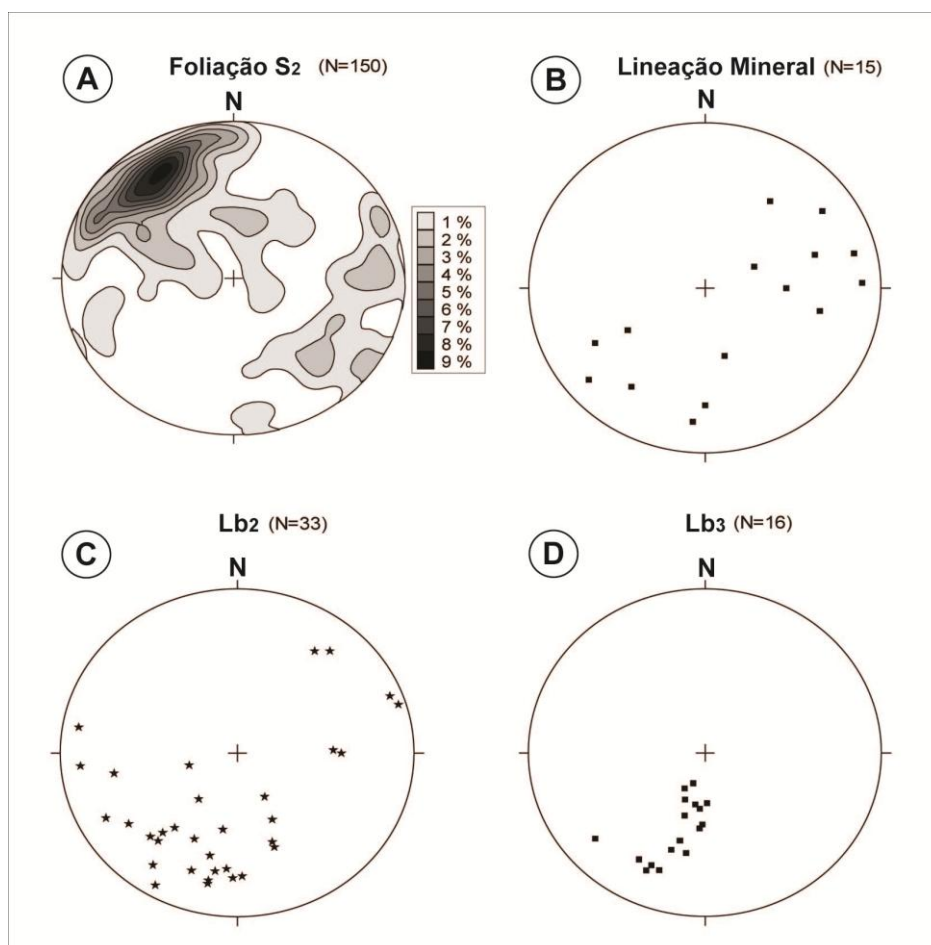 A
Foliação S2 (N=150)
N
1 %
2 %
3 %
4 %
5 %
6 %
7 %
8 %
9 %
B
Lineação Mineral (N=15)
N
C
Lb2 (N=33)
N
D
Lb3 (N=16)
N